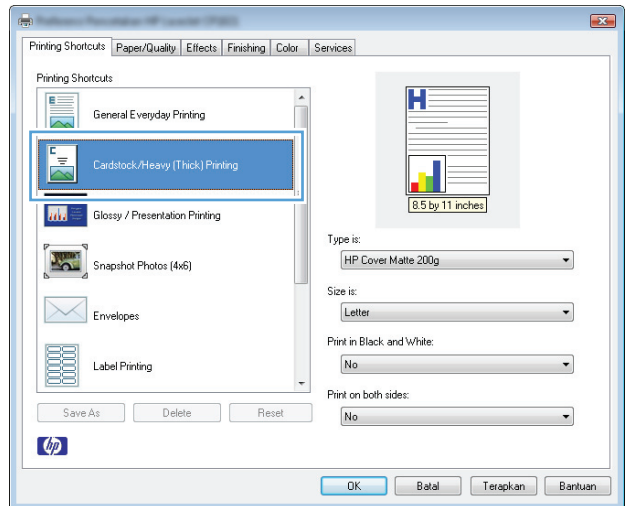 Printing Shortcuts
Paper/Quality
Effects
Finishing
Color
Services
Printing Shortcuts
E
General Everyday Printing
C
Cardstock/Heavy (Thick) Printing
Glossy / Presentation Printing
Snapshot Photos (4x6)
Envelopes
Label Printing
Save As
Delete
Reset
hp
H
8.5 by 11 inches
Type is:
HP Cover Matte 200g
Size is:
Letter
Print in Black and White:
No
Print on both sides:
No
OK
Batal
Terapkan
Bantuan